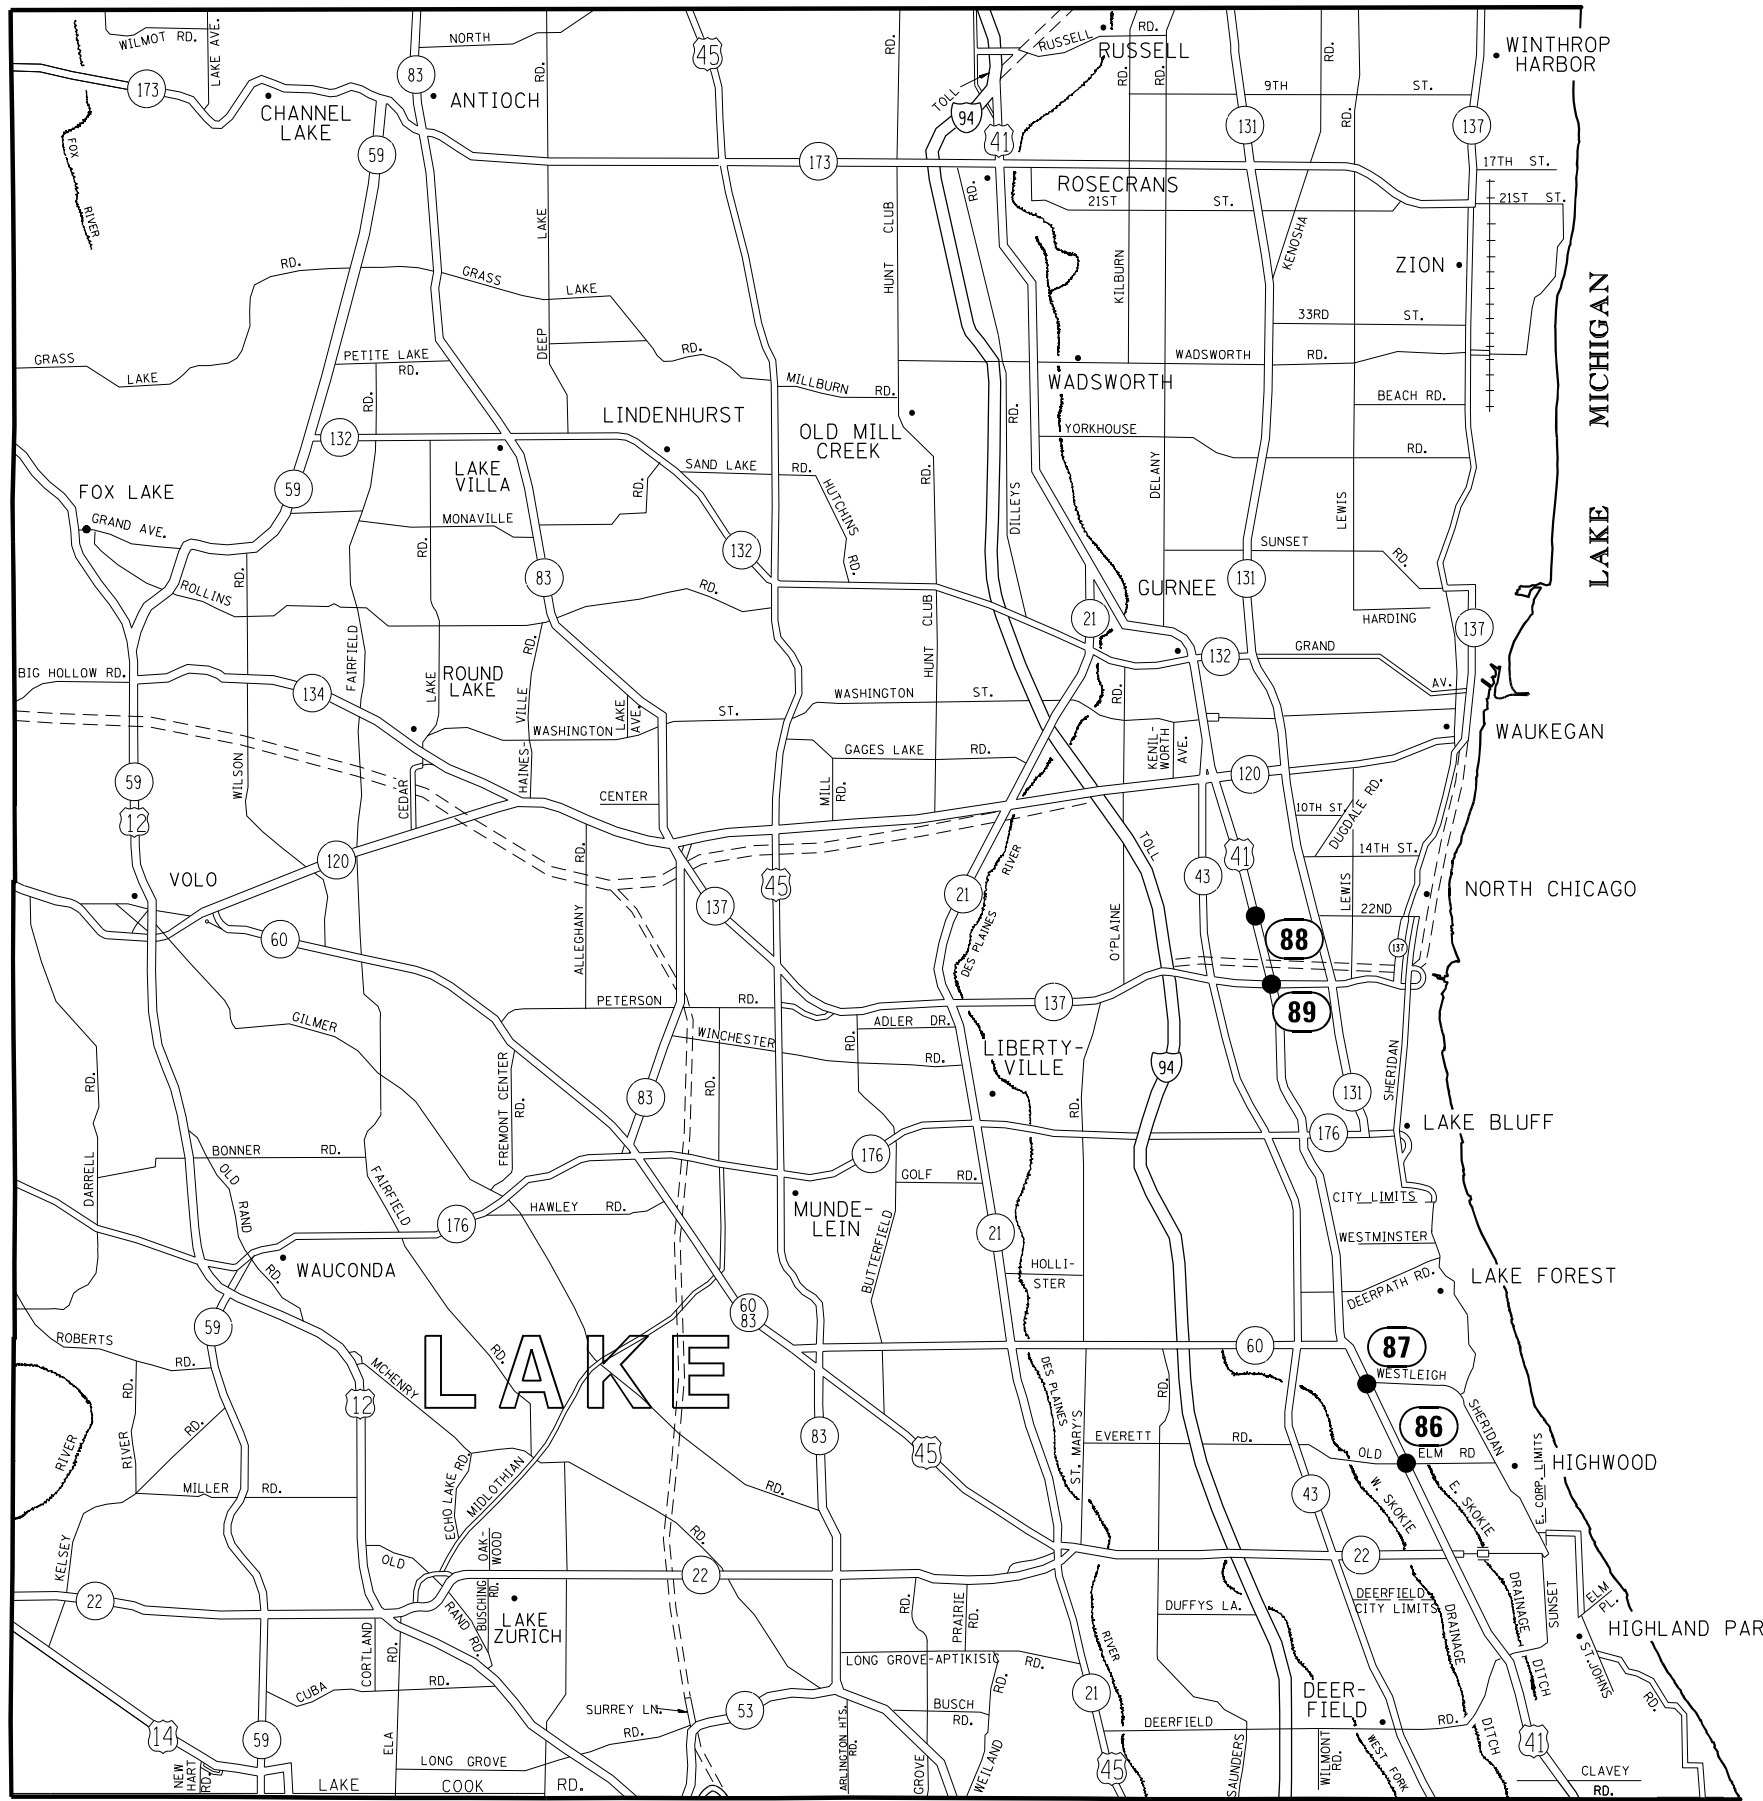 WILMOT RD.
LAKE AVE.
NORTH
RD.
83
45
RD.
RUSSELL
RD.
RUSSELL
RD.
RD.
RD.
WINTHROP
HARBOR
173
CHANNEL
LAKE
ANTIOCH
TOLL
94
41
9TH ST.
131
RD.
137
FOX
RIVER
59
173
17TH ST.
RD.
ROSECRANS
21ST ST.
21ST ST.
LAKE
CLUB
HUNT
KILBURN
KENOSHA
ZION
RD.
GRASS
LAKE
33RD ST.
LAKE MICHIGAN
GRASS
LAKE
PETITE LAKE
RD.
DEEP
RD.
WADSWORTH RD.
WADSWORTH
MILLBURN RD.
BEACH RD.
RD.
LINDENHURST
OLD MILL
CREEK
RD.
132
YORKHOUSE
RD.
LAKE
VILLA
SAND LAKE RD.
RD.
DELANY
59
FOX LAKE
GRAND AVE.
MONAVILLE
RD.
HUTCHINS
RD.
DILLEYS
LEWIS
RD.
132
SUNSET
RD.
RD.
83
ROLLINS
RD.
131
GURNEE
CLUB
HUNT
21
HARDING
137
FAIRFIELD
RD.
BIG HOLLOW RD.
134
LAKE
ROUND
LAKE
132
GRAND
AV.
WASHINGTON ST.
RD.
HAINES-
VILLE
WASHINGTON
LAKE
AVE.
ST.
WAUKEGAN
KENIL-
WORTH
AVE.
GAGES LAKE RD.
59
12
WILSON
CEDAR
CENTER
MILL
RD.
120
10TH ST.
DUGDALE RD.
TOLL
120
RD.
14TH ST.
41
VOLO
45
137
21
RIVER
43
LEWIS
NORTH CHICAGO
22ND
60
ALLEGHANY
DES PLAINES
O'PLAINE
88
137
PETERSON RD.
137
89
GILMER
WINCHESTER
RD.
ADLER DR.
RD.
LIBERTY-
VILLE
94
SHERIDAN
RD.
FREMONT CENTER
RD.
83
RD.
RD.
131
176
LAKE BLUFF
BONNER RD.
176
DARRELL
OLD
RAND
RD.
FAIRFIELD
RD.
GOLF RD.
CITY LIMITS
HAWLEY RD.
176
MUNDE-
LEIN
BUTTERFIELD
21
WESTMINSTER
WAUCONDA
HOLLI-
STER
DEERPATH RD.
LAKE FOREST
60
83
ROBERTS
RD.
59
LAKE
60
87
WESTLEIGH
MCHENRY
12
DES PLAINES
RD.
RIVER
RD.
RD.
83
45
ST. MARY'S
EVERETT RD.
86
OLD ELM RD
SHERIDAN
E. CORP. LIMITS
HIGHWOOD
RIVER
MILLER RD.
ECHO LAKE RD.
MIDLOTHIAN
RD.
43
W. SKOKIE
E. SKOKIE
KELSEY
OLD
OAK-
WOOD
RD.
22
22
22
BUSCHING
RD.
LAKE
ZURICH
RAND RD.
RD.
PRAIRIE
RD.
DUFFYS LA.
DEERFIELD
CITY LIMITS
DRAINAGE
DRAINAGE
SUNSET
ELM
PL.
HIGHLAND PAR
CORTLAND
RD.
CUBA
RD.
LONG GROVE-APTIKISIC RD.
RIVER
DITCH
ST.JOHNS
RD.
SURREY LN.
53
BUSCH
RD.
RD.
21
DEER-
FIELD
14
59
ELA
RD.
LONG GROVE
ARLINGTON HTS.
RD.
GROVE
WEILAND
DEERFIELD
RD.
DITCH
41
NEW
HART
RD.
LAKE COOK RD.
45
SAUNDERS
WILMONT
RD.
WEST FORK
CLAVEY
RD.